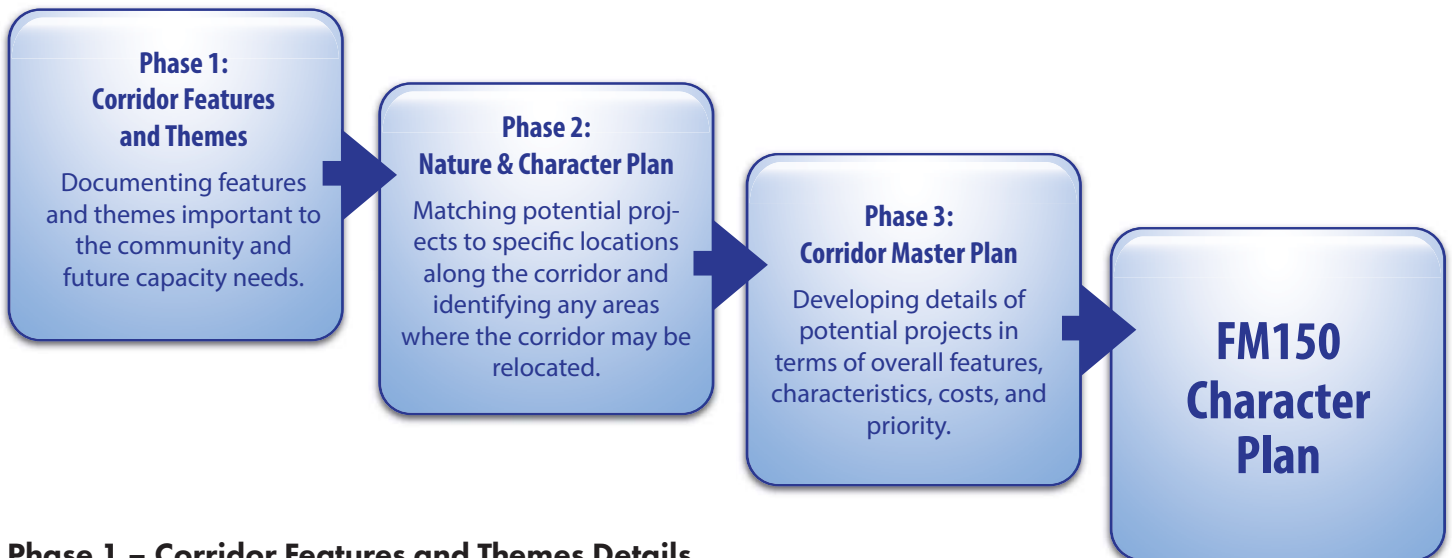 Phase 1:
Corridor Features
and Themes
Documenting features
and themes important to
the community and
future capacity needs.
Phase 2:
Nature & Character Plan
Matching potential proj-
ects to specific locations
along the corridor and
identifying any areas
where the corridor may be
relocated.
Phase 3:
Corridor Master Plan
Developing details of
potential projects in
terms of overall features,
characteristics, costs, and
priority.
FM150
Character
Plan
Phase 1 – Corridor Features and Themes Details